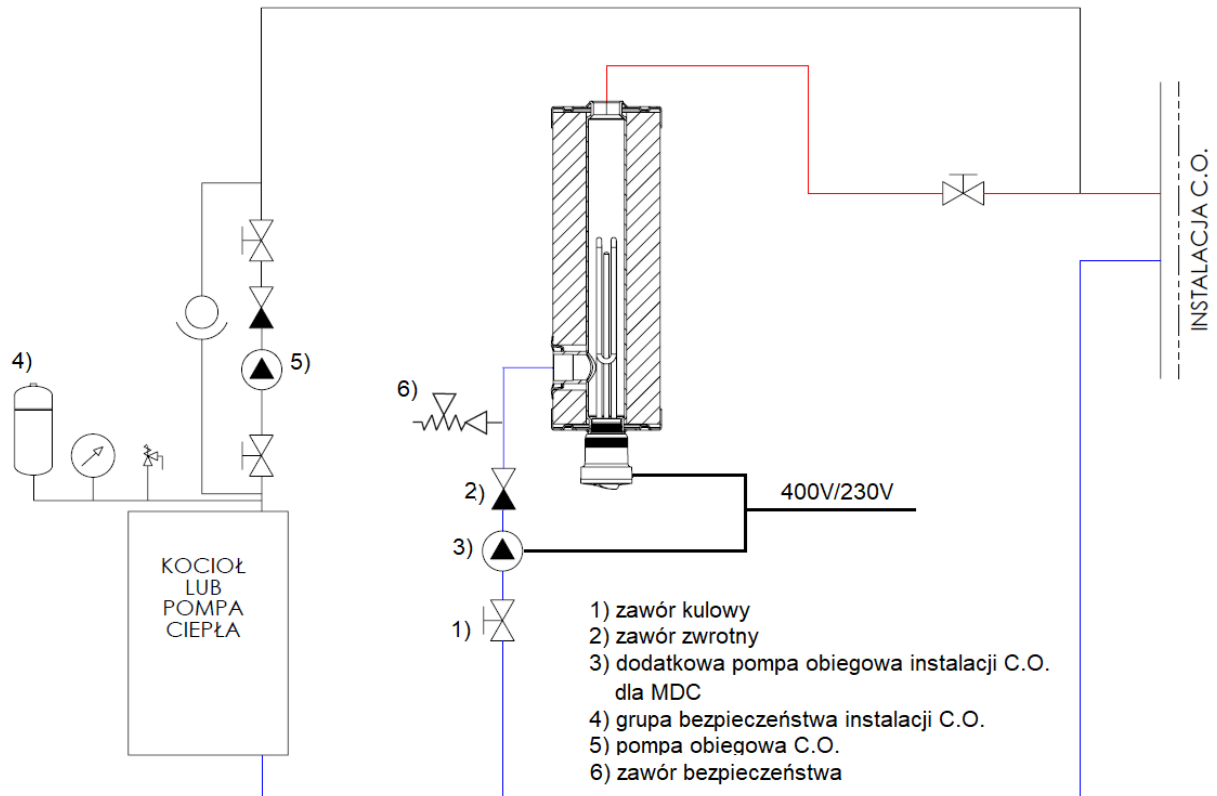 INSTALACJA C.O.
4)
5)
6)
2)
400V/230V
3)
KOCIOŁ
LUB
POMPA
CIEPŁA
1)
1) zawór kulowy
2) zawór zwrotny
3) dodatkowa pompa obiegowa instalacji C.O.
dla MDC
4) grupa bezpieczeństwa instalacji C.O.
5) pompa obiegowa C.O.
6) zawór bezpieczeństwa